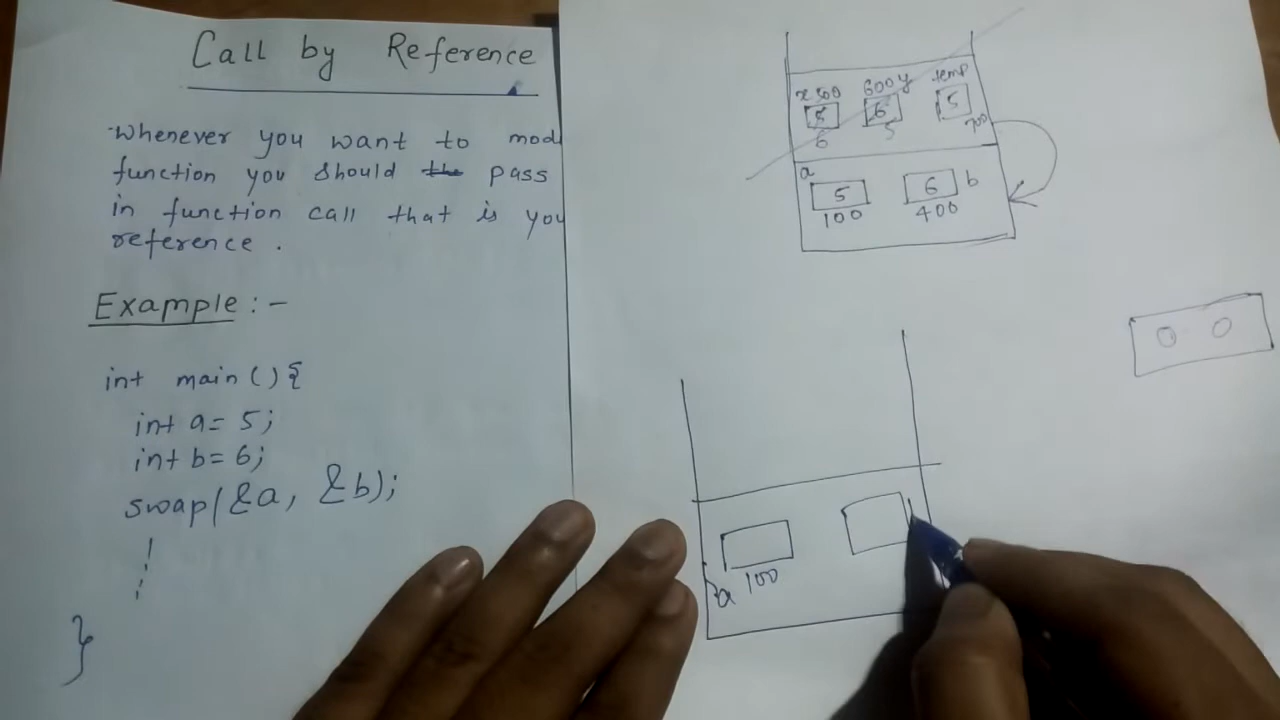 Call by Reference
Whenever you want to mod
function you should the pass
in function call that is you
reference.
Example :-
int main(){
int a= 5;
int b= 6;
swap(&a, &b);
}
x 500 600 y temp
5 6 5
6 5 700
a
5 6 b
100 400
a 100